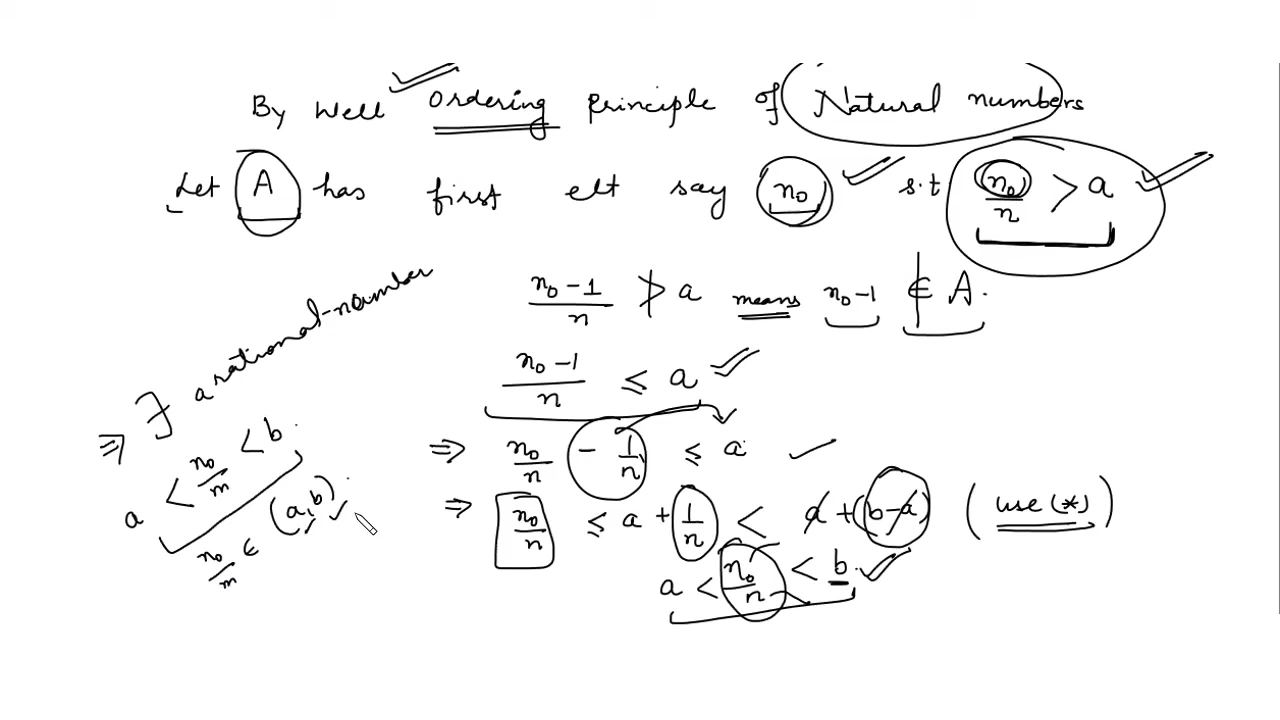 By Well Ordering Principle of Natural numbers
Let A has first elt say n₀ s.t n₀/n > a
(n₀-1)/n ≯ a means n₀-1 ∉ A.
(n₀-1)/n ≤ a
⇒ n₀/n - 1/n ≤ a
⇒ n₀/n ≤ a + 1/n < a + (b-a) (use (*))
a < n₀/n < b.
⇒ ∃ a rational-number
a < n₀/m < b.
n₀/m ∈ (a,b).